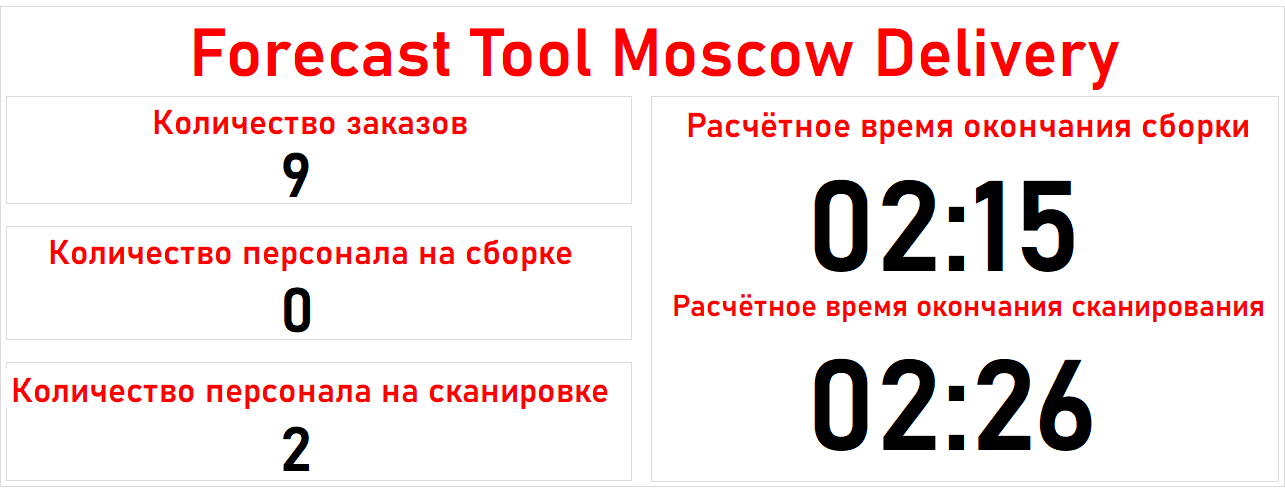 Forecast Tool Moscow Delivery
Количество заказов
9
Количество персонала на сборке
0
Количество персонала на сканировке
2
Расчётное время окончания сборки
02:15
Расчётное время окончания сканирования
02:26